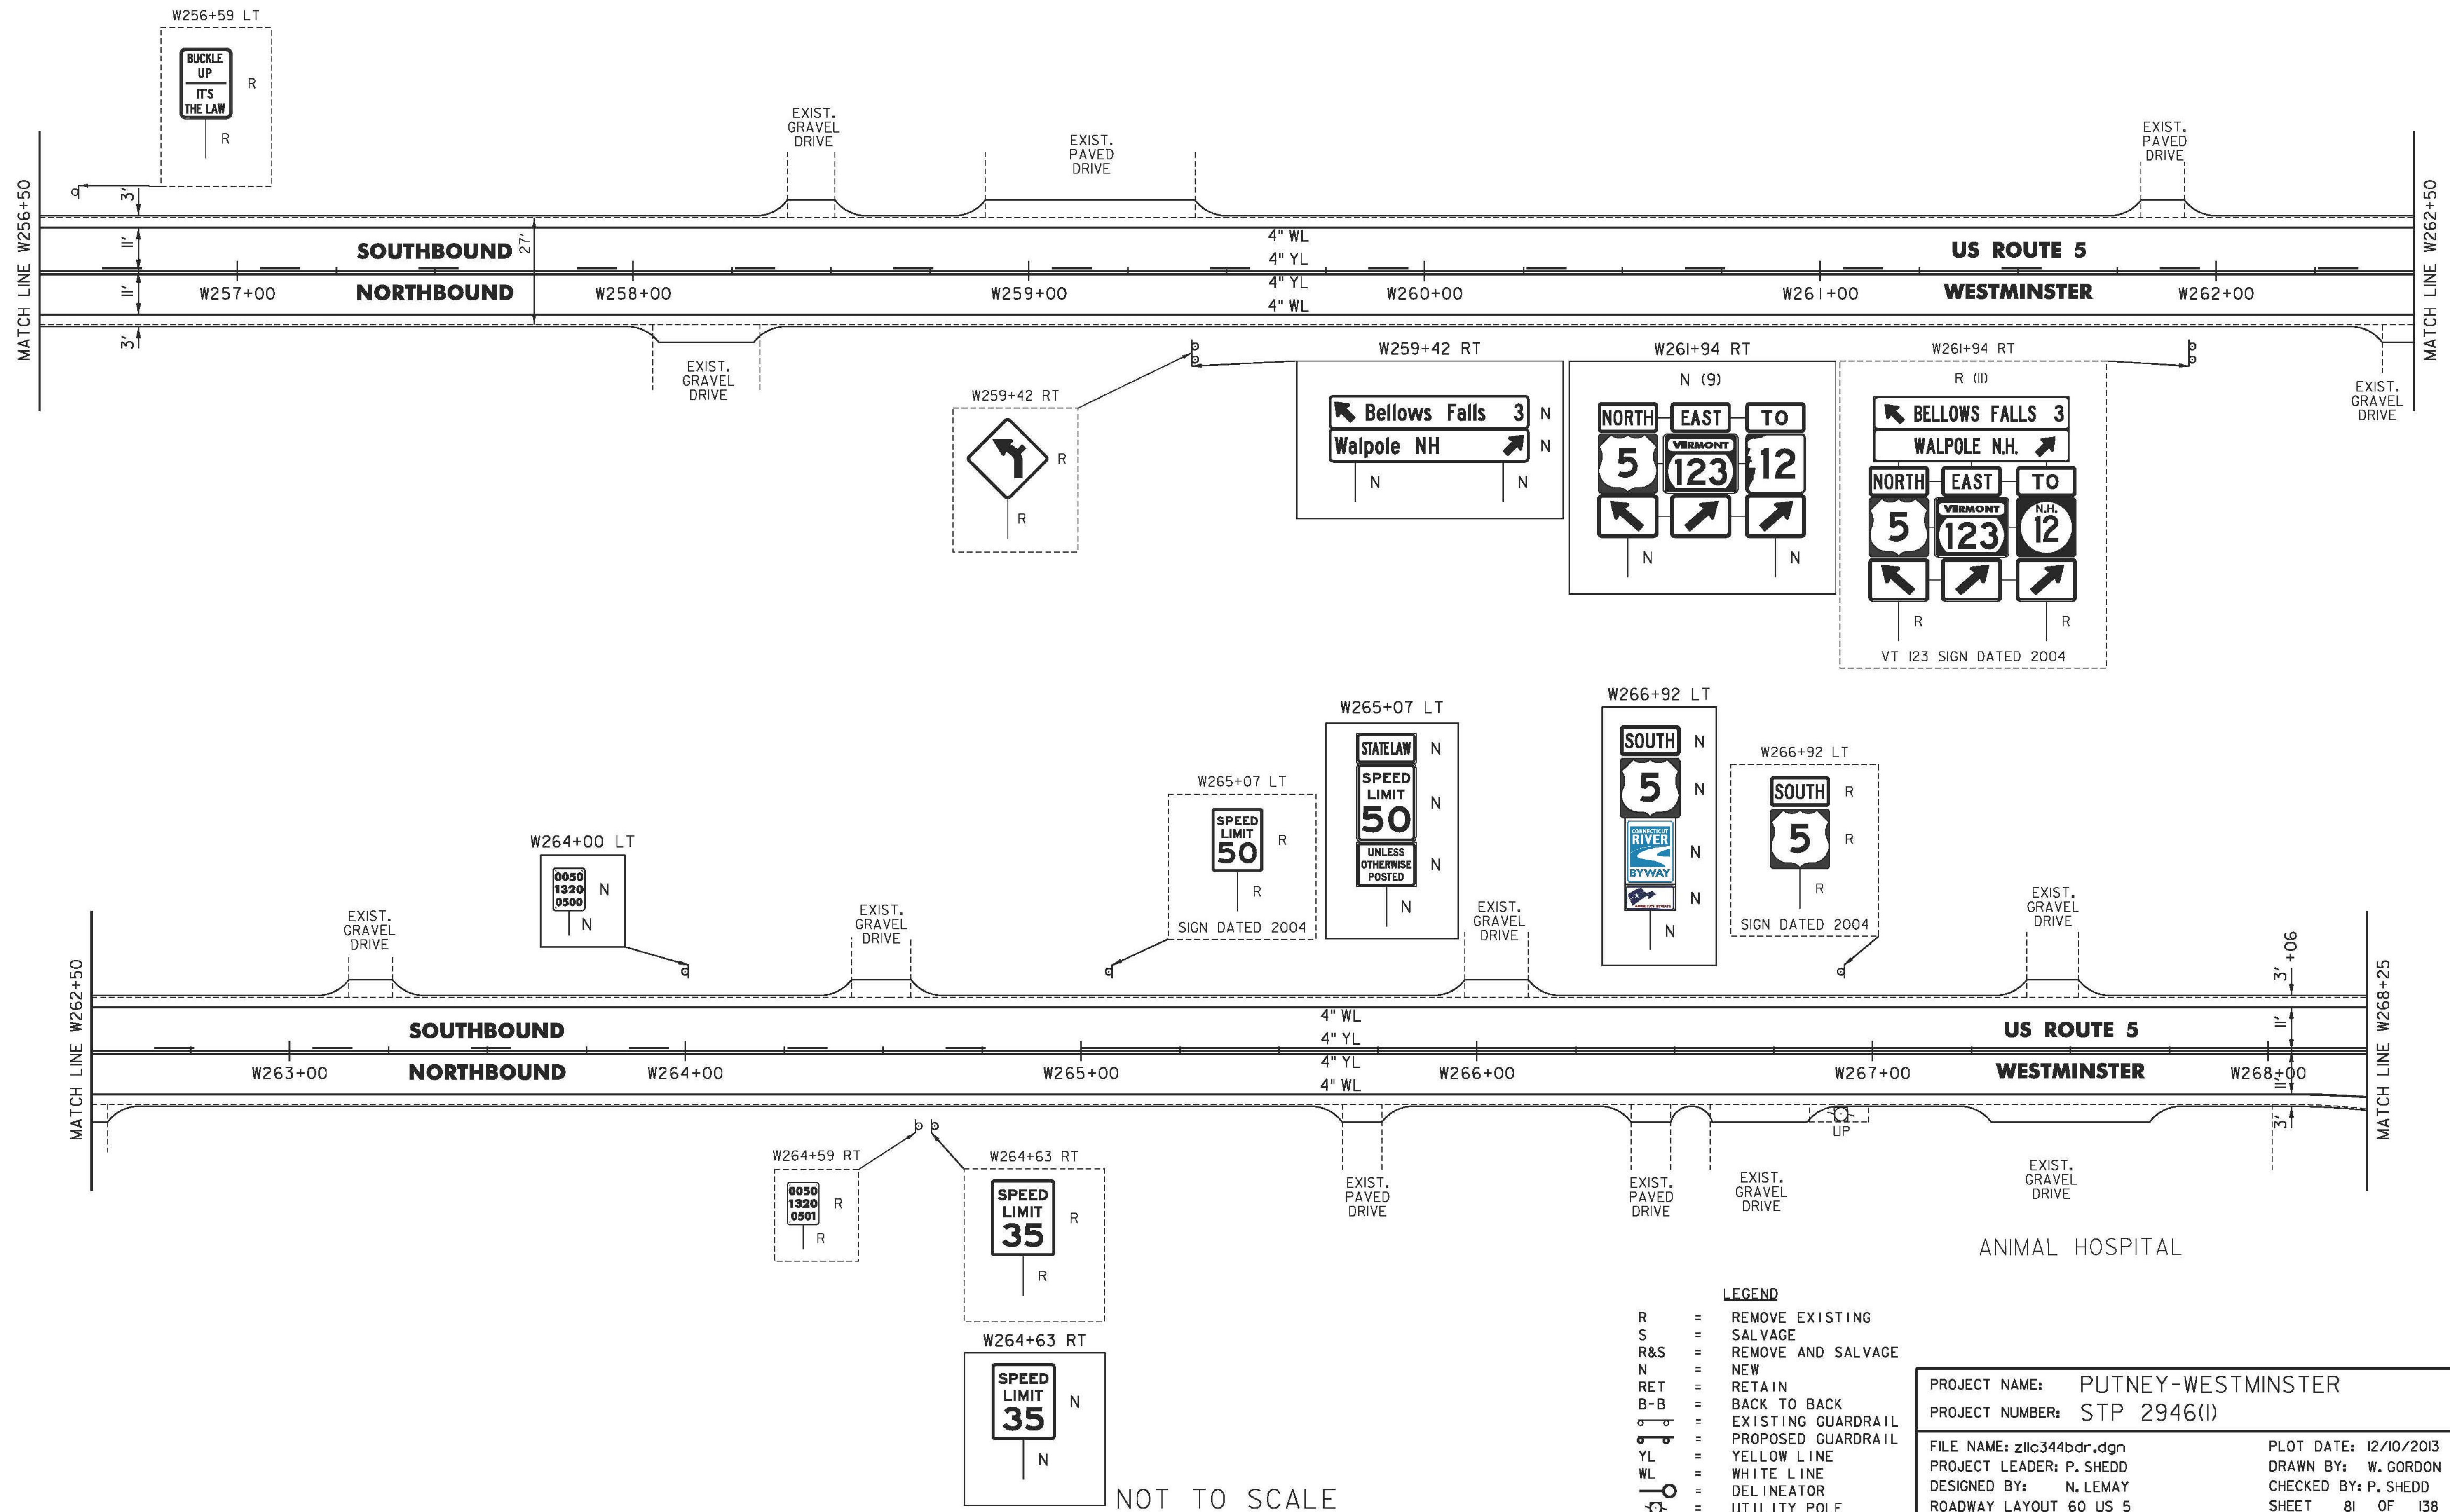 W256+59 LT
BUCKLE
UP
IT'S
THE LAW
R
R
EXIST.
GRAVEL
DRIVE
EXIST.
PAVED
DRIVE
EXIST.
PAVED
DRIVE
MATCH LINE W256+50
3'
11'
11'
3'
27'
SOUTHBOUND
NORTHBOUND
4" WL
4" YL
4" YL
4" WL
US ROUTE 5
WESTMINSTER
W257+00
W258+00
W259+00
W260+00
W261+00
W262+00
MATCH LINE W262+50
EXIST.
GRAVEL
DRIVE
EXIST.
GRAVEL
DRIVE
W259+42 RT
R
R
W259+42 RT
Bellows Falls 3 N
Walpole NH N
N N
W261+94 RT
N (9)
NORTH EAST TO
5 VERMONT 123 12
N N
W261+94 RT
R (11)
BELLOWS FALLS 3
WALPOLE N.H.
NORTH EAST TO
5 VERMONT 123 N.H. 12
R R
VT 123 SIGN DATED 2004
W264+00 LT
0050
1320
0500
N
N
W265+07 LT
SPEED
LIMIT
50
R
R
SIGN DATED 2004
W265+07 LT
STATE LAW N
SPEED
LIMIT
50
N
UNLESS
OTHERWISE
POSTED
N
N
W266+92 LT
SOUTH N
5 N
CONNECTICUT
RIVER
BYWAY
N
N
N
W266+92 LT
SOUTH R
5 R
R
SIGN DATED 2004
EXIST.
GRAVEL
DRIVE
EXIST.
GRAVEL
DRIVE
EXIST.
GRAVEL
DRIVE
EXIST.
GRAVEL
DRIVE
MATCH LINE W262+50
SOUTHBOUND
NORTHBOUND
4" WL
4" YL
4" YL
4" WL
US ROUTE 5
WESTMINSTER
W263+00
W264+00
W265+00
W266+00
W267+00
W268+00
3' +06
11'
11'
3'
MATCH LINE W268+25
W264+59 RT
0050
1320
0501
R
R
W264+63 RT
SPEED
LIMIT
35
R
R
W264+63 RT
SPEED
LIMIT
35
N
N
EXIST.
PAVED
DRIVE
EXIST.
PAVED
DRIVE
EXIST.
GRAVEL
DRIVE
UP
EXIST.
GRAVEL
DRIVE
ANIMAL HOSPITAL
NOT TO SCALE
LEGEND
R = REMOVE EXISTING
S = SALVAGE
R&S = REMOVE AND SALVAGE
N = NEW
RET = RETAIN
B-B = BACK TO BACK
= EXISTING GUARDRAIL
= PROPOSED GUARDRAIL
YL = YELLOW LINE
WL = WHITE LINE
= DELINEATOR
= UTILITY POLE
PROJECT NAME: PUTNEY-WESTMINSTER
PROJECT NUMBER: STP 2946(1)
FILE NAME: z11c344bdr.dgn PLOT DATE: 12/10/2013
PROJECT LEADER: P. SHEDD DRAWN BY: W. GORDON
DESIGNED BY: N. LEMAY CHECKED BY: P. SHEDD
ROADWAY LAYOUT 60 US 5 SHEET 81 OF 138